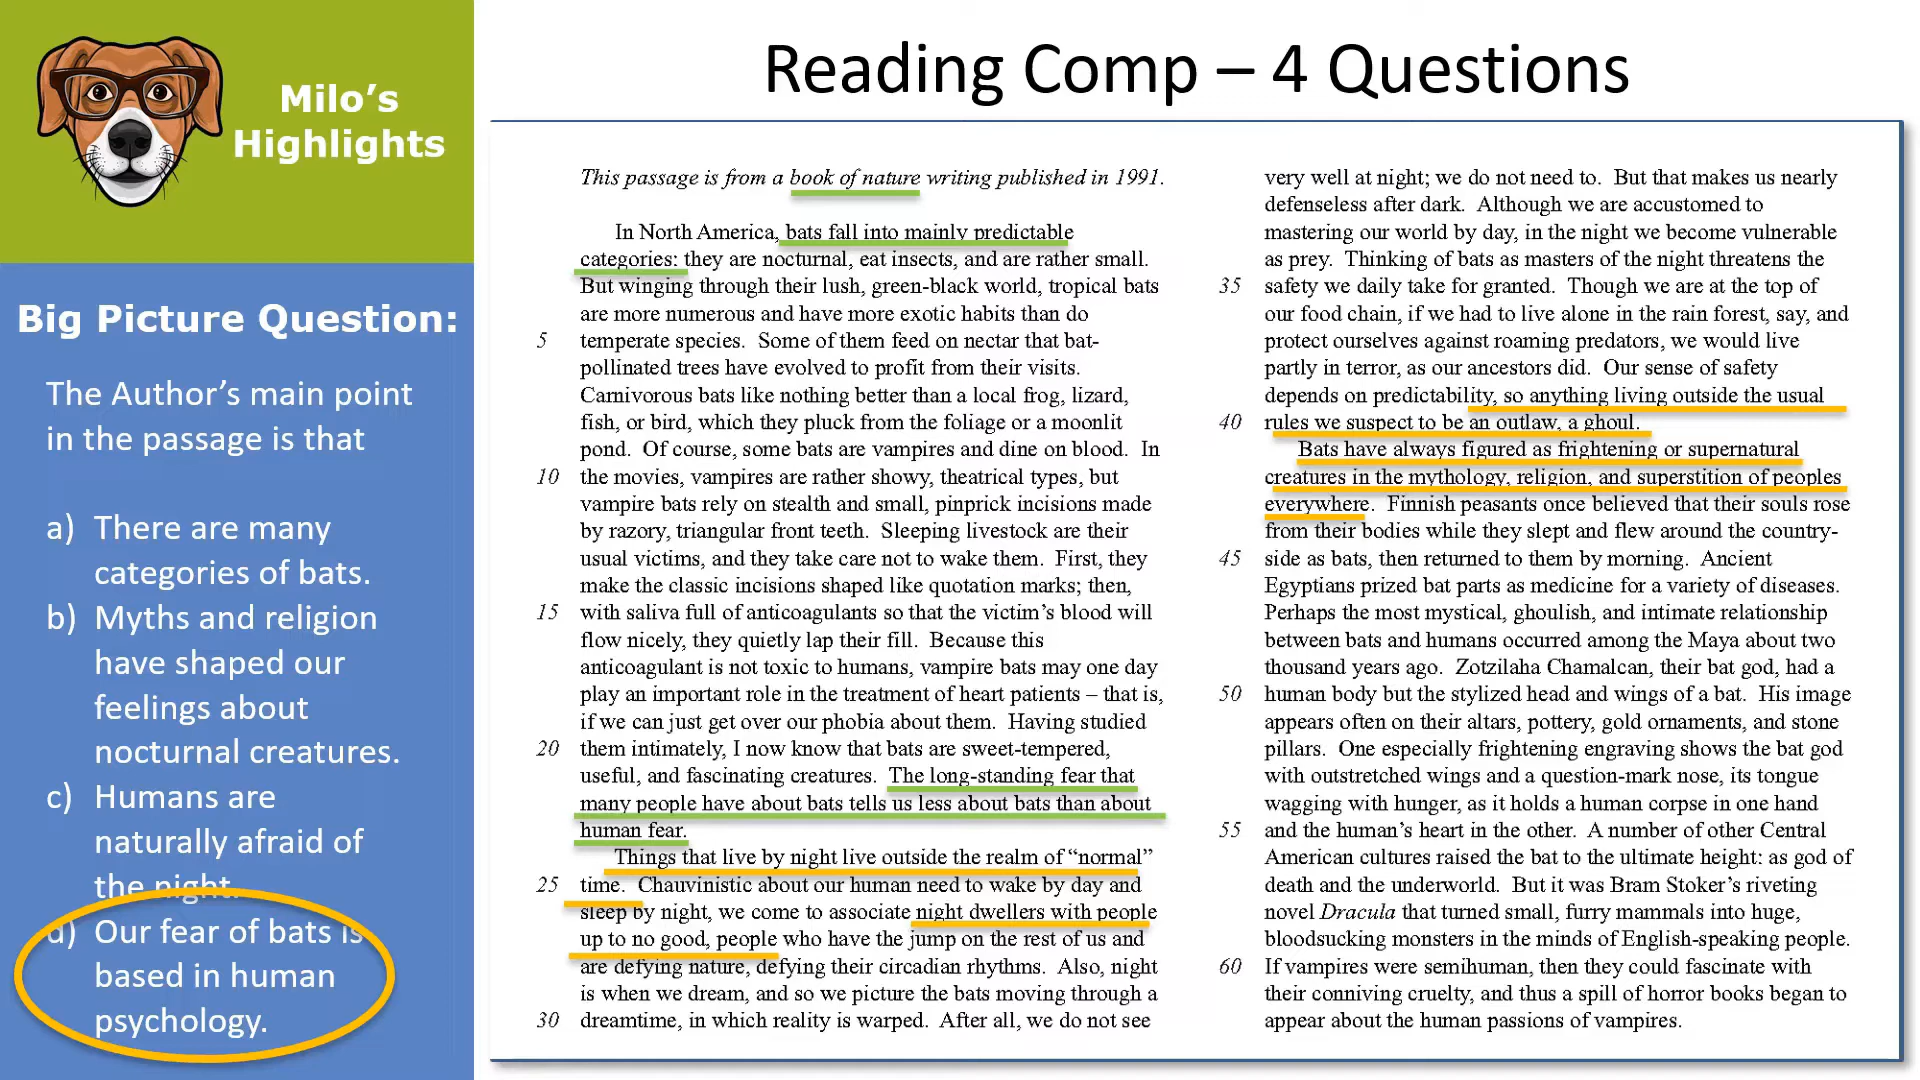 Milo's
Highlights
Big Picture Question:
The Author's main point
in the passage is that
a) There are many
categories of bats.
b) Myths and religion
have shaped our
feelings about
nocturnal creatures.
c) Humans are
naturally afraid of
the night.
d) Our fear of bats is
based in human
psychology.
Reading Comp – 4 Questions
This passage is from a book of nature writing published in 1991.
In North America, bats fall into mainly predictable
categories: they are nocturnal, eat insects, and are rather small.
But winging through their lush, green-black world, tropical bats
are more numerous and have more exotic habits than do
5 temperate species. Some of them feed on nectar that bat-
pollinated trees have evolved to profit from their visits.
Carnivorous bats like nothing better than a local frog, lizard,
fish, or bird, which they pluck from the foliage or a moonlit
pond. Of course, some bats are vampires and dine on blood. In
10 the movies, vampires are rather showy, theatrical types, but
vampire bats rely on stealth and small, pinprick incisions made
by razory, triangular front teeth. Sleeping livestock are their
usual victims, and they take care not to wake them. First, they
make the classic incisions shaped like quotation marks; then,
15 with saliva full of anticoagulants so that the victim's blood will
flow nicely, they quietly lap their fill. Because this
anticoagulant is not toxic to humans, vampire bats may one day
play an important role in the treatment of heart patients – that is,
if we can just get over our phobia about them. Having studied
20 them intimately, I now know that bats are sweet-tempered,
useful, and fascinating creatures. The long-standing fear that
many people have about bats tells us less about bats than about
human fear.
Things that live by night live outside the realm of “normal”
25 time. Chauvinistic about our human need to wake by day and
sleep by night, we come to associate night dwellers with people
up to no good, people who have the jump on the rest of us and
are defying nature, defying their circadian rhythms. Also, night
is when we dream, and so we picture the bats moving through a
30 dreamtime, in which reality is warped. After all, we do not see
very well at night; we do not need to. But that makes us nearly
defenseless after dark. Although we are accustomed to
mastering our world by day, in the night we become vulnerable
as prey. Thinking of bats as masters of the night threatens the
35 safety we daily take for granted. Though we are at the top of
our food chain, if we had to live alone in the rain forest, say, and
protect ourselves against roaming predators, we would live
partly in terror, as our ancestors did. Our sense of safety
depends on predictability, so anything living outside the usual
40 rules we suspect to be an outlaw, a ghoul.
Bats have always figured as frightening or supernatural
creatures in the mythology, religion, and superstition of peoples
everywhere. Finnish peasants once believed that their souls rose
from their bodies while they slept and flew around the country-
45 side as bats, then returned to them by morning. Ancient
Egyptians prized bat parts as medicine for a variety of diseases.
Perhaps the most mystical, ghoulish, and intimate relationship
between bats and humans occurred among the Maya about two
thousand years ago. Zotzilaha Chamalcan, their bat god, had a
50 human body but the stylized head and wings of a bat. His image
appears often on their altars, pottery, gold ornaments, and stone
pillars. One especially frightening engraving shows the bat god
with outstretched wings and a question-mark nose, its tongue
wagging with hunger, as it holds a human corpse in one hand
55 and the human's heart in the other. A number of other Central
American cultures raised the bat to the ultimate height: as god of
death and the underworld. But it was Bram Stoker's riveting
novel Dracula that turned small, furry mammals into huge,
bloodsucking monsters in the minds of English-speaking people.
60 If vampires were semihuman, then they could fascinate with
their conniving cruelty, and thus a spill of horror books began to
appear about the human passions of vampires.